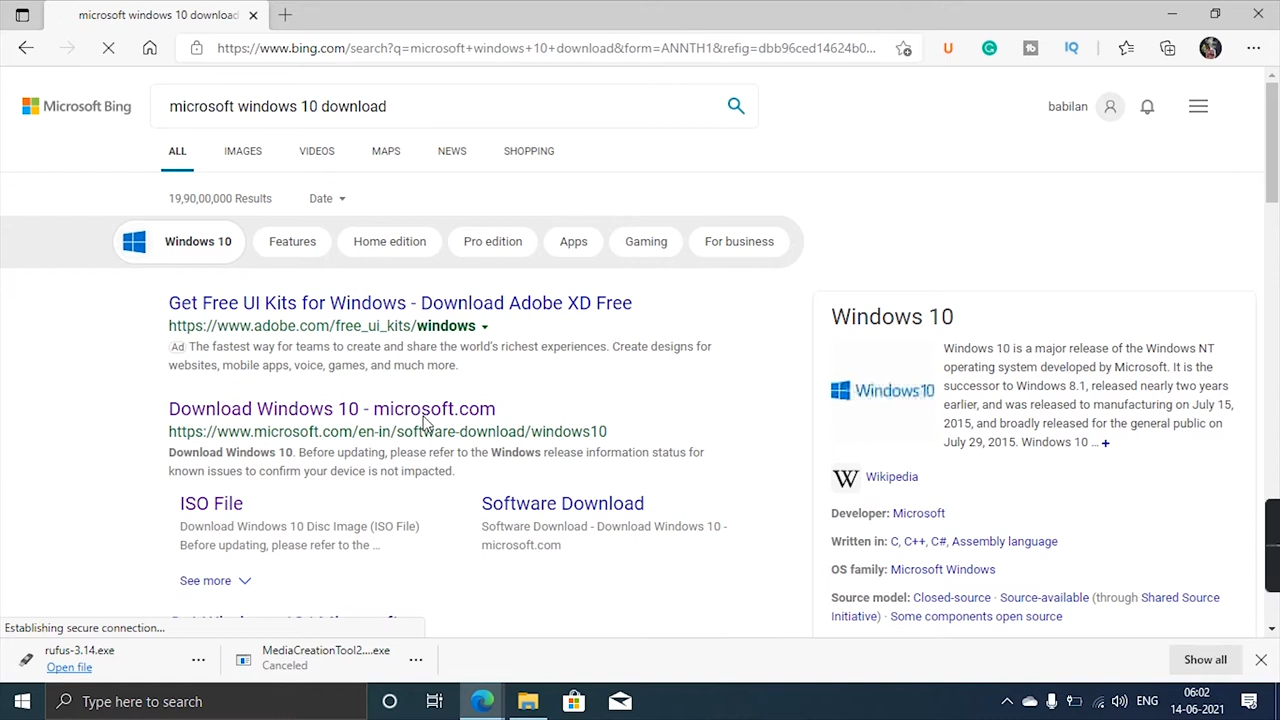 microsoft windows 10 download
https://www.bing.com/search?q=microsoft+windows+10+download&form=ANNTH1&refig=dbb96ced14624b0...
Microsoft Bing
microsoft windows 10 download
babilan
ALL IMAGES VIDEOS MAPS NEWS SHOPPING
19,90,00,000 Results Date
Windows 10 Features Home edition Pro edition Apps Gaming For business
Get Free UI Kits for Windows - Download Adobe XD Free
https://www.adobe.com/free_ui_kits/windows
Ad The fastest way for teams to create and share the world's richest experiences. Create designs for
websites, mobile apps, voice, games, and much more.
Download Windows 10 - microsoft.com
https://www.microsoft.com/en-in/software-download/windows10
Download Windows 10. Before updating, please refer to the Windows release information status for
known issues to confirm your device is not impacted.
ISO File
Download Windows 10 Disc Image (ISO File)
Before updating, please refer to the ...
Software Download
Software Download - Download Windows 10 -
microsoft.com
See more
Windows 10
Windows10
Windows 10 is a major release of the Windows NT
operating system developed by Microsoft. It is the
successor to Windows 8.1, released nearly two years
earlier, and was released to manufacturing on July 15,
2015, and broadly released for the general public on
July 29, 2015. Windows 10 ... +
W Wikipedia
Developer: Microsoft
Written in: C, C++, C#, Assembly language
OS family: Microsoft Windows
Source model: Closed-source · Source-available (through Shared Source
Initiative) · Some components open source
Establishing secure connection...
rufus-3.14.exe
Open file
MediaCreationTool2....exe
Canceled
Show all
Type here to search
ENG
06:02
14-06-2021